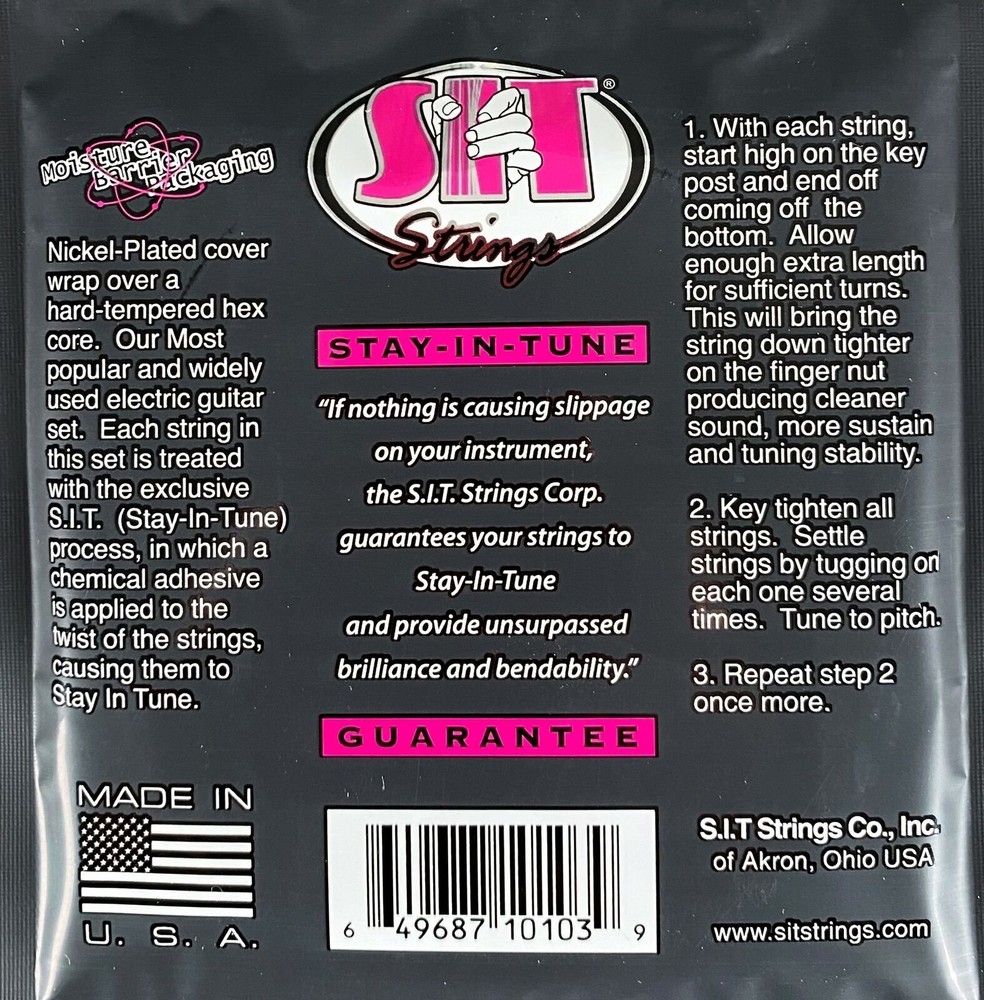 Moisture
Barrier
Packaging
Nickel-Plated cover
wrap over a
hard-tempered hex
core.  Our Most
popular and widely
used electric guitar
set.  Each string in
this set is treated
with the exclusive
S.I.T.  (Stay-In-Tune)
process, in which a
chemical adhesive
is applied to the
twist of the strings,
causing them to
Stay In Tune.
MADE IN
U. S. A.
SIT®
Strings
STAY-IN-TUNE
“If nothing is causing slippage
on your instrument,
the S.I.T. Strings Corp.
guarantees your strings to
Stay-In-Tune
and provide unsurpassed
brilliance and bendability.”
GUARANTEE
6 49687 10103 9
1. With each string,
start high on the key
post and end off
coming off  the
bottom.  Allow
enough extra length
for sufficient turns.
This will bring the
string down tighter
on the finger nut
producing cleaner
sound, more sustain
and tuning stability.
2. Key tighten all
strings.  Settle
strings by tugging on
each one several
times.  Tune to pitch.
3. Repeat step 2
once more.
S.I.T Strings Co., Inc.
of Akron, Ohio USA
www.sitstrings.com